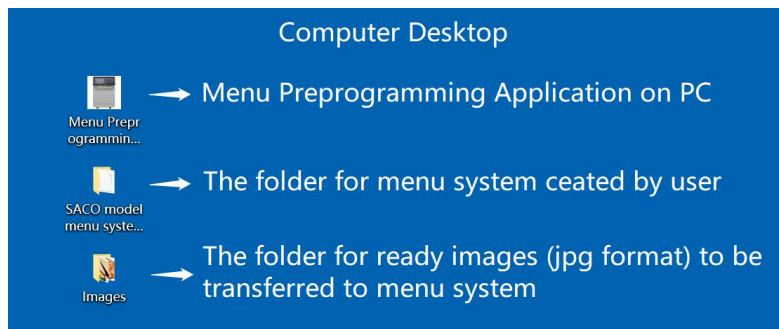 Computer Desktop
Menu Prepr
ogrammin...
Menu Preprogramming Application on PC
SACO model
menu syste...
The folder for menu system ceated by user
Images
The folder for ready images (jpg format) to be
transferred to menu system